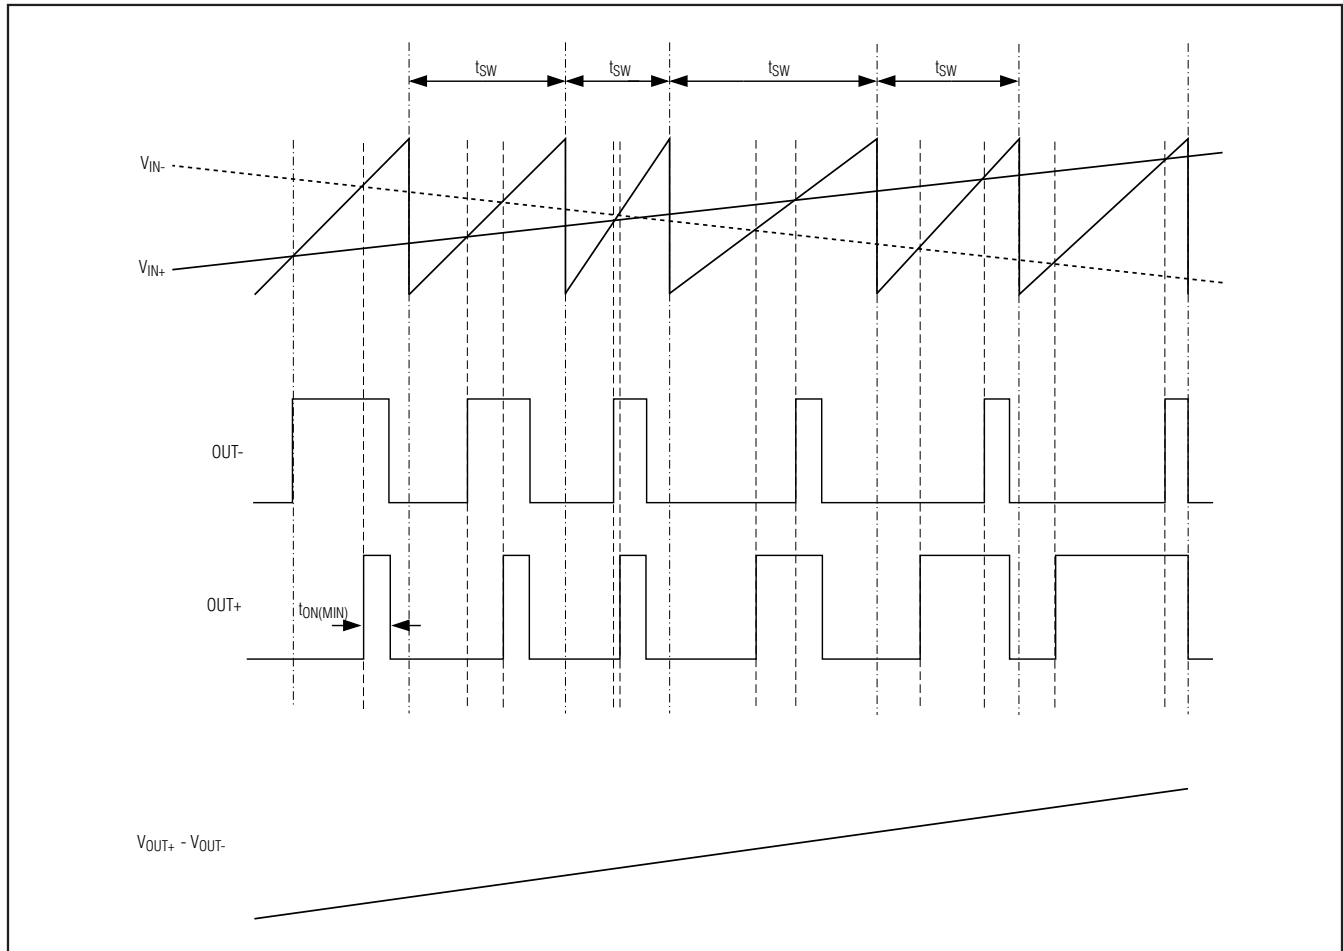 tSW tSW tSW tSW
VIN-
VIN+
OUT-
OUT+
tON(MIN)
VOUT+ - VOUT-